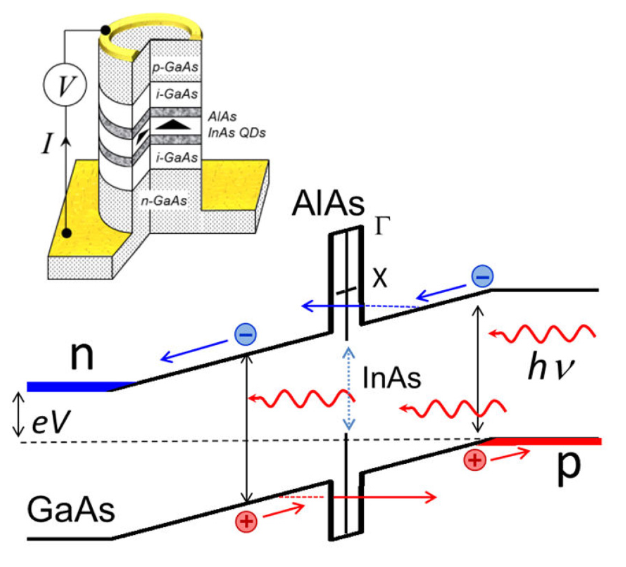 p-GaAs
i-GaAs
AlAs
InAs QDs
i-GaAs
n-GaAs
V
I
AlAs
Γ
X
−
−
n
InAs
hν
eV
+
+
p
GaAs